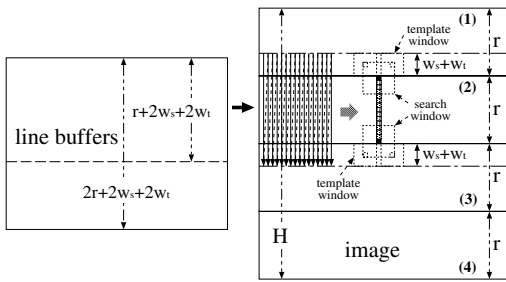 line buffers
r+2wₛ+2wₜ
2r+2wₛ+2wₜ
(1)
template
window
r
wₛ+wₜ
(2)
search
window
r
wₛ+wₜ
template
window
(3)
r
H
image
r
(4)